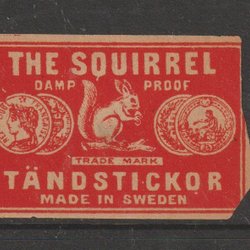 THE SQUIRREL
DAMP PROOF
TRADE MARK
TÄNDSTICKOR
MADE IN SWEDEN